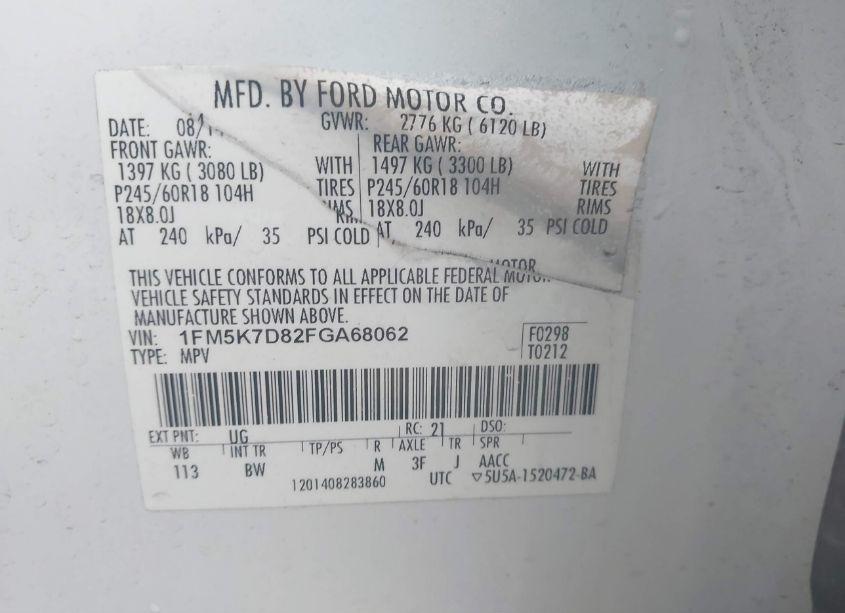 MFD. BY FORD MOTOR CO.
DATE: 08/ GVWR: 2776 KG ( 6120 LB)
FRONT GAWR: REAR GAWR:
1397 KG ( 3080 LB) WITH 1497 KG ( 3300 LB) WITH
P245/60R18 104H TIRES P245/60R18 104H TIRES
18X8.0J RIMS 18X8.0J RIMS
AT 240 kPa/ 35 PSI COLD AT 240 kPa/ 35 PSI COLD
THIS VEHICLE CONFORMS TO ALL APPLICABLE FEDERAL MOTOR
VEHICLE SAFETY STANDARDS IN EFFECT ON THE DATE OF
MANUFACTURE SHOWN ABOVE.
VIN: 1FM5K7D82FGA68062 F0298
TYPE: MPV T0212
EXT PNT: UG RC: 21 DSO:
WB INT TR TP/PS R AXLE TR SPR
113 BW M 3F J AACC
1201408283860 UTC ▽5U5A-1520472-BA